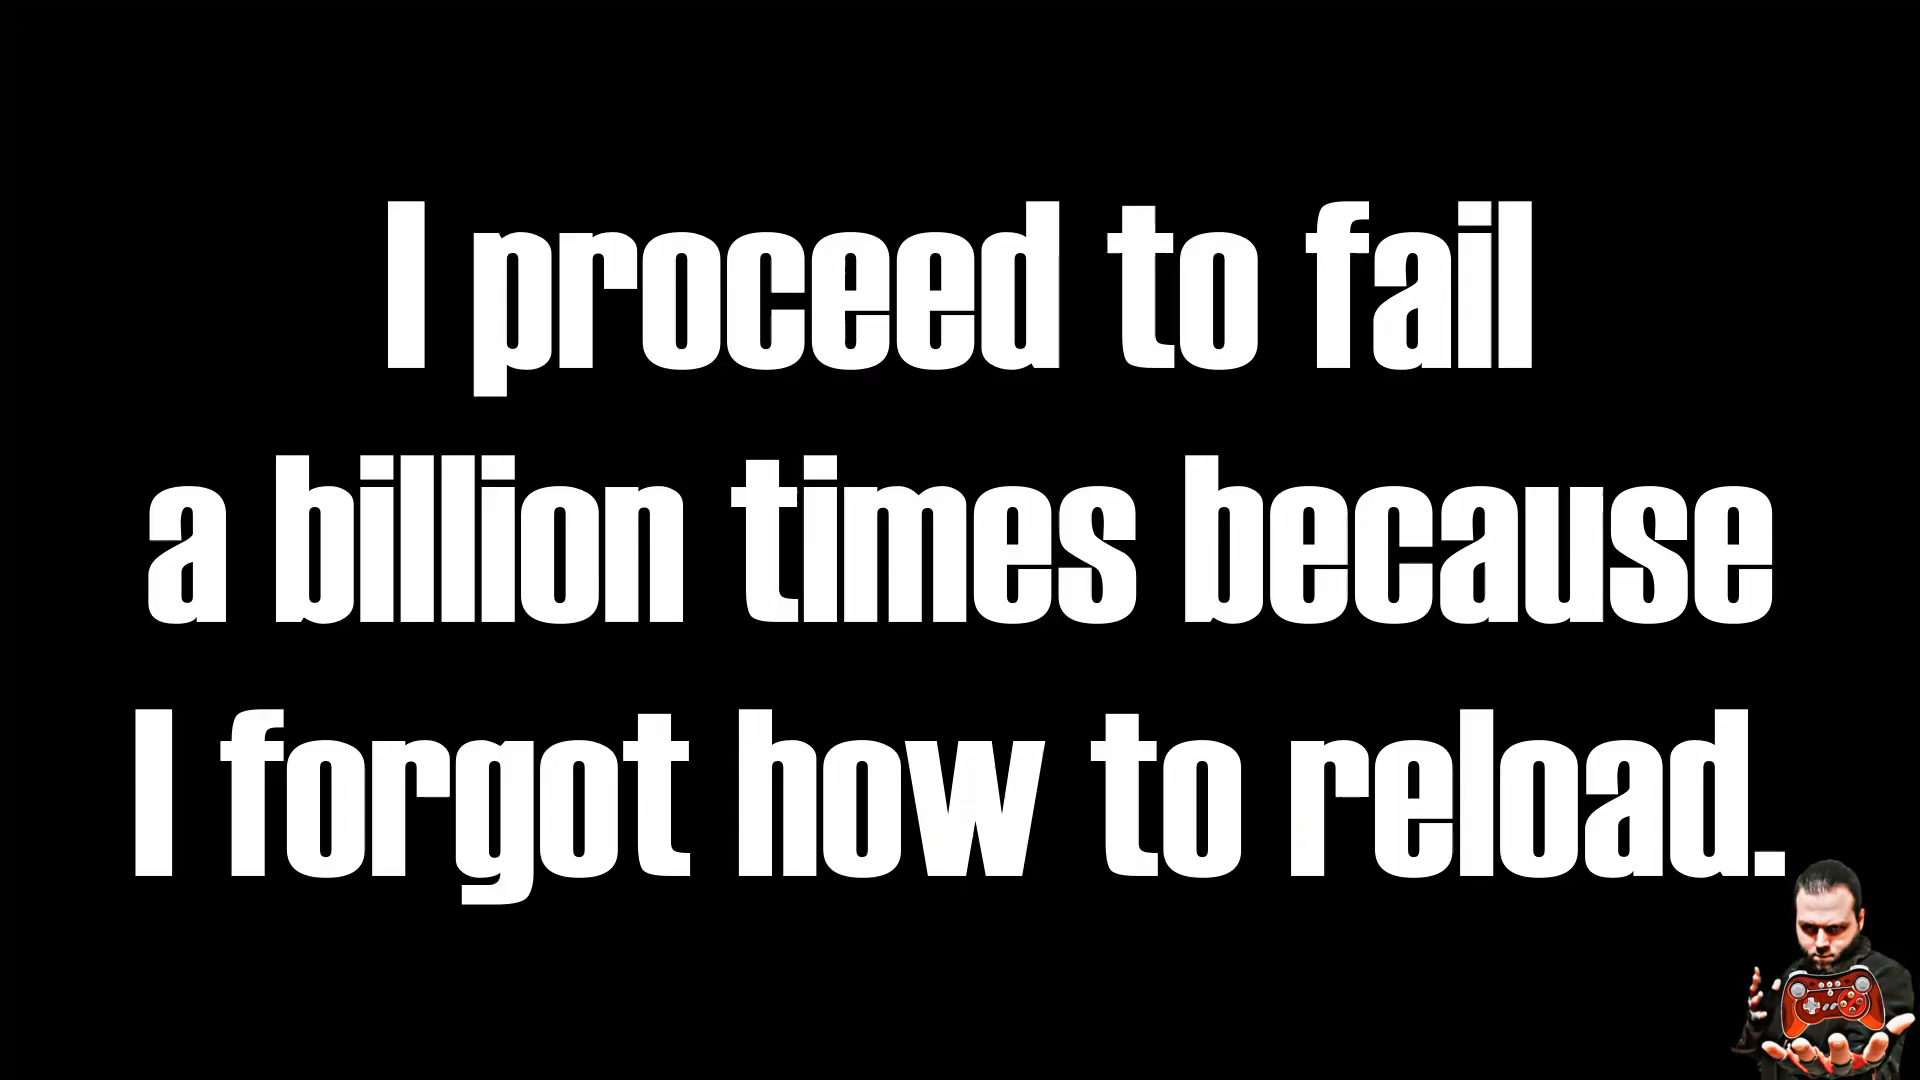 I proceed to fail
a billion times because
I forgot how to reload.